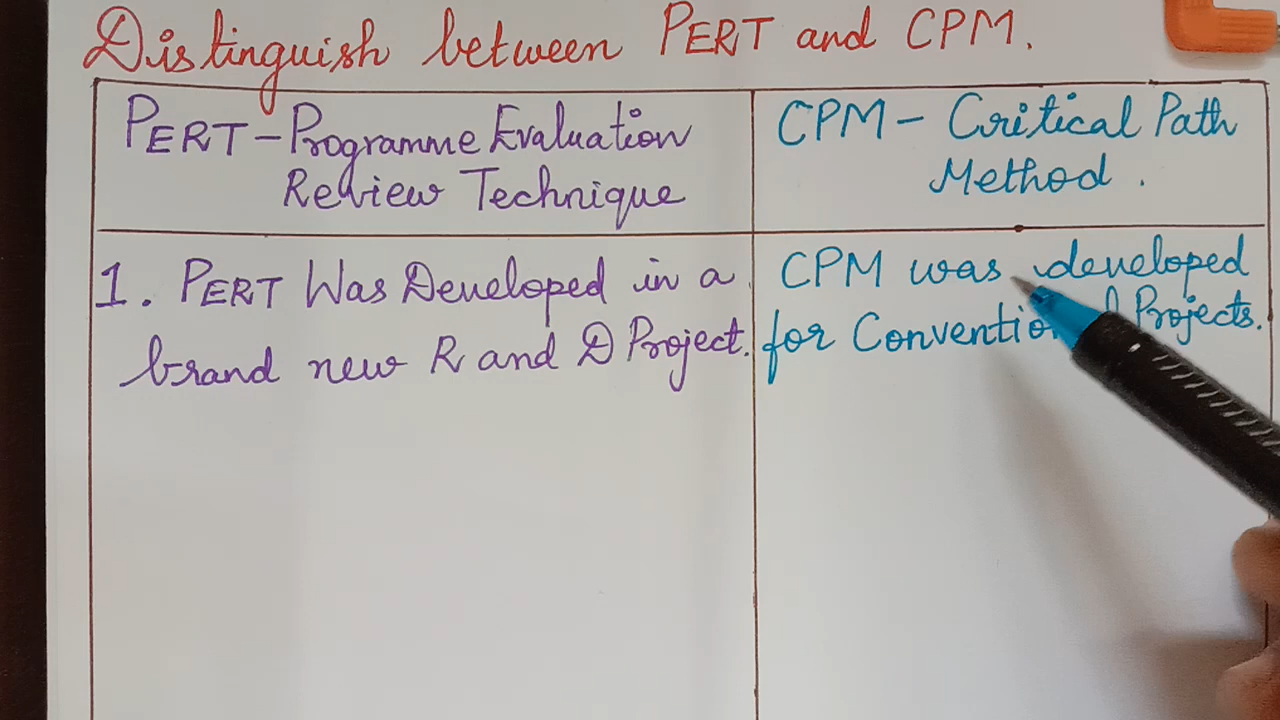 Distinguish between PERT and CPM.
PERT-Programme Evaluation
Review Technique
CPM - Critical Path
Method.
1. PERT Was Developed in a
brand new R and D Project.
CPM was developed
for Projects.